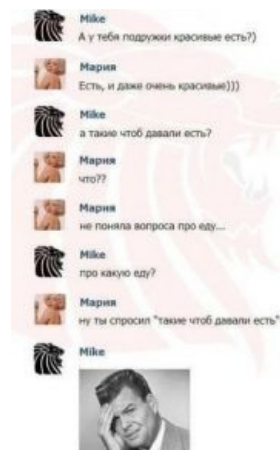 Mike
А у тебя подружки красивые есть?)
Мария
Есть, и даже очень красивые)))
Mike
а такие чтоб давали есть?
Мария
что??
Мария
не поняла вопроса про еду...
Mike
про какую еду?
Мария
ну ты спросил "такие чтоб давали есть"
Mike